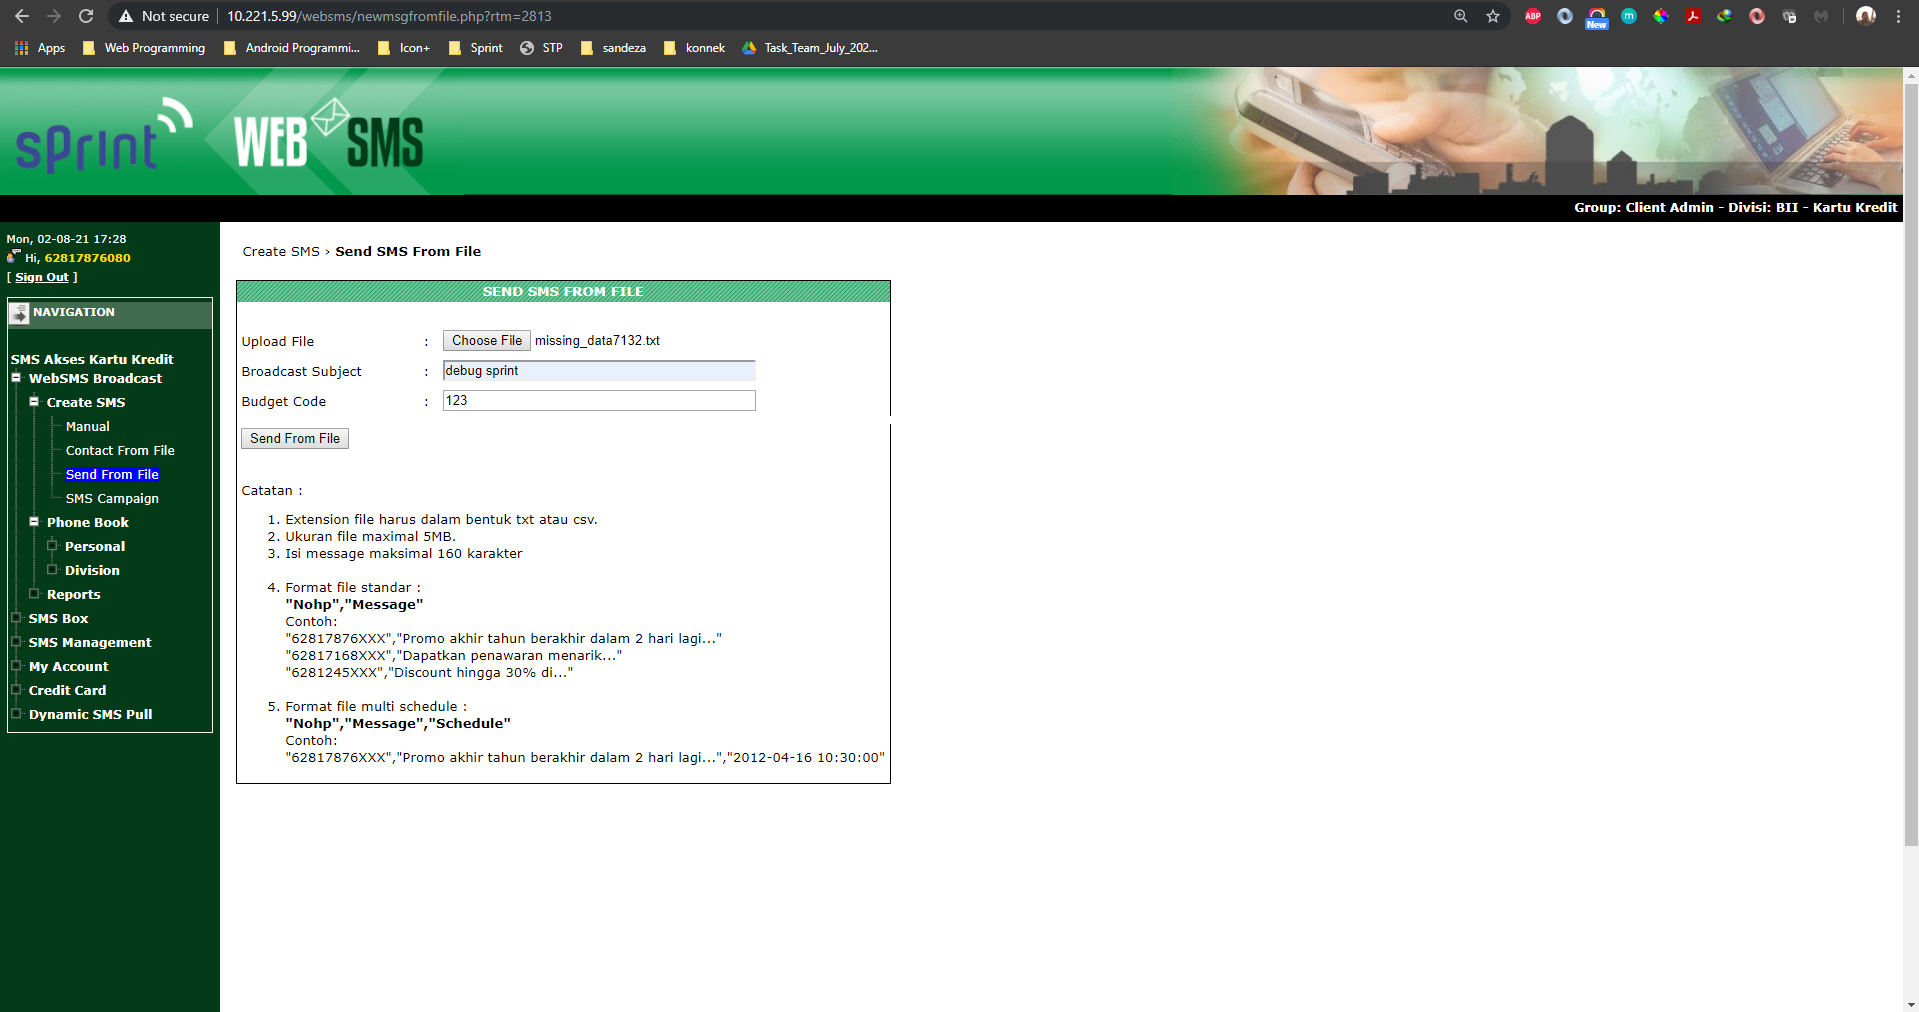 Not secure | 10.221.5.99/websms/newmsgfromfile.php?rtm=2813
ABP
New
m
Apps
Web Programming
Android Programmi...
Icon+
Sprint
STP
sandeza
konnek
Task_Team_July_202...
sprint
WEB SMS
Group: Client Admin - Divisi: BII - Kartu Kredit
Mon, 02-08-21 17:28
Hi, 62817876080
[ Sign Out ]
NAVIGATION
SMS Akses Kartu Kredit
WebSMS Broadcast
Create SMS
Manual
Contact From File
Send From File
SMS Campaign
Phone Book
Personal
Division
Reports
SMS Box
SMS Management
My Account
Credit Card
Dynamic SMS Pull
Create SMS › Send SMS From File
SEND SMS FROM FILE
Upload File : Choose File missing_data7132.txt
Broadcast Subject : debug sprint
Budget Code : 123
Send From File
Catatan :
1. Extension file harus dalam bentuk txt atau csv.
2. Ukuran file maximal 5MB.
3. Isi message maksimal 160 karakter
4. Format file standar :
"Nohp","Message"
Contoh:
"62817876XXX","Promo akhir tahun berakhir dalam 2 hari lagi..."
"62817168XXX","Dapatkan penawaran menarik..."
"6281245XXX","Discount hingga 30% di..."
5. Format file multi schedule :
"Nohp","Message","Schedule"
Contoh:
"62817876XXX","Promo akhir tahun berakhir dalam 2 hari lagi...","2012-04-16 10:30:00"